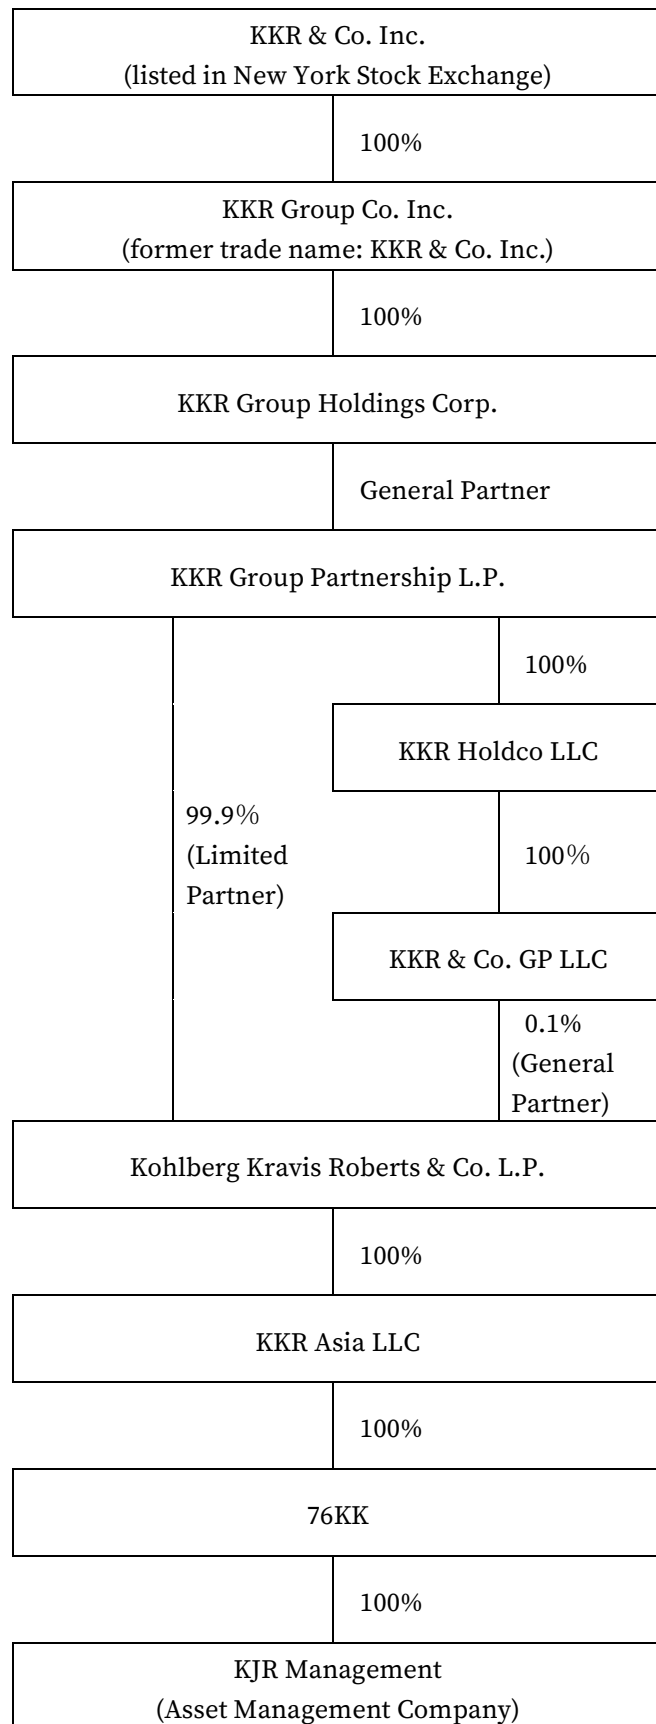 KKR & Co. Inc.
(listed in New York Stock Exchange)
100%
KKR Group Co. Inc.
(former trade name: KKR & Co. Inc.)
100%
KKR Group Holdings Corp.
General Partner
KKR Group Partnership L.P.
100%
KKR Holdco LLC
99.9%
(Limited
Partner)
100%
KKR & Co. GP LLC
0.1%
(General
Partner)
Kohlberg Kravis Roberts & Co. L.P.
100%
KKR Asia LLC
100%
76KK
100%
KJR Management
(Asset Management Company)